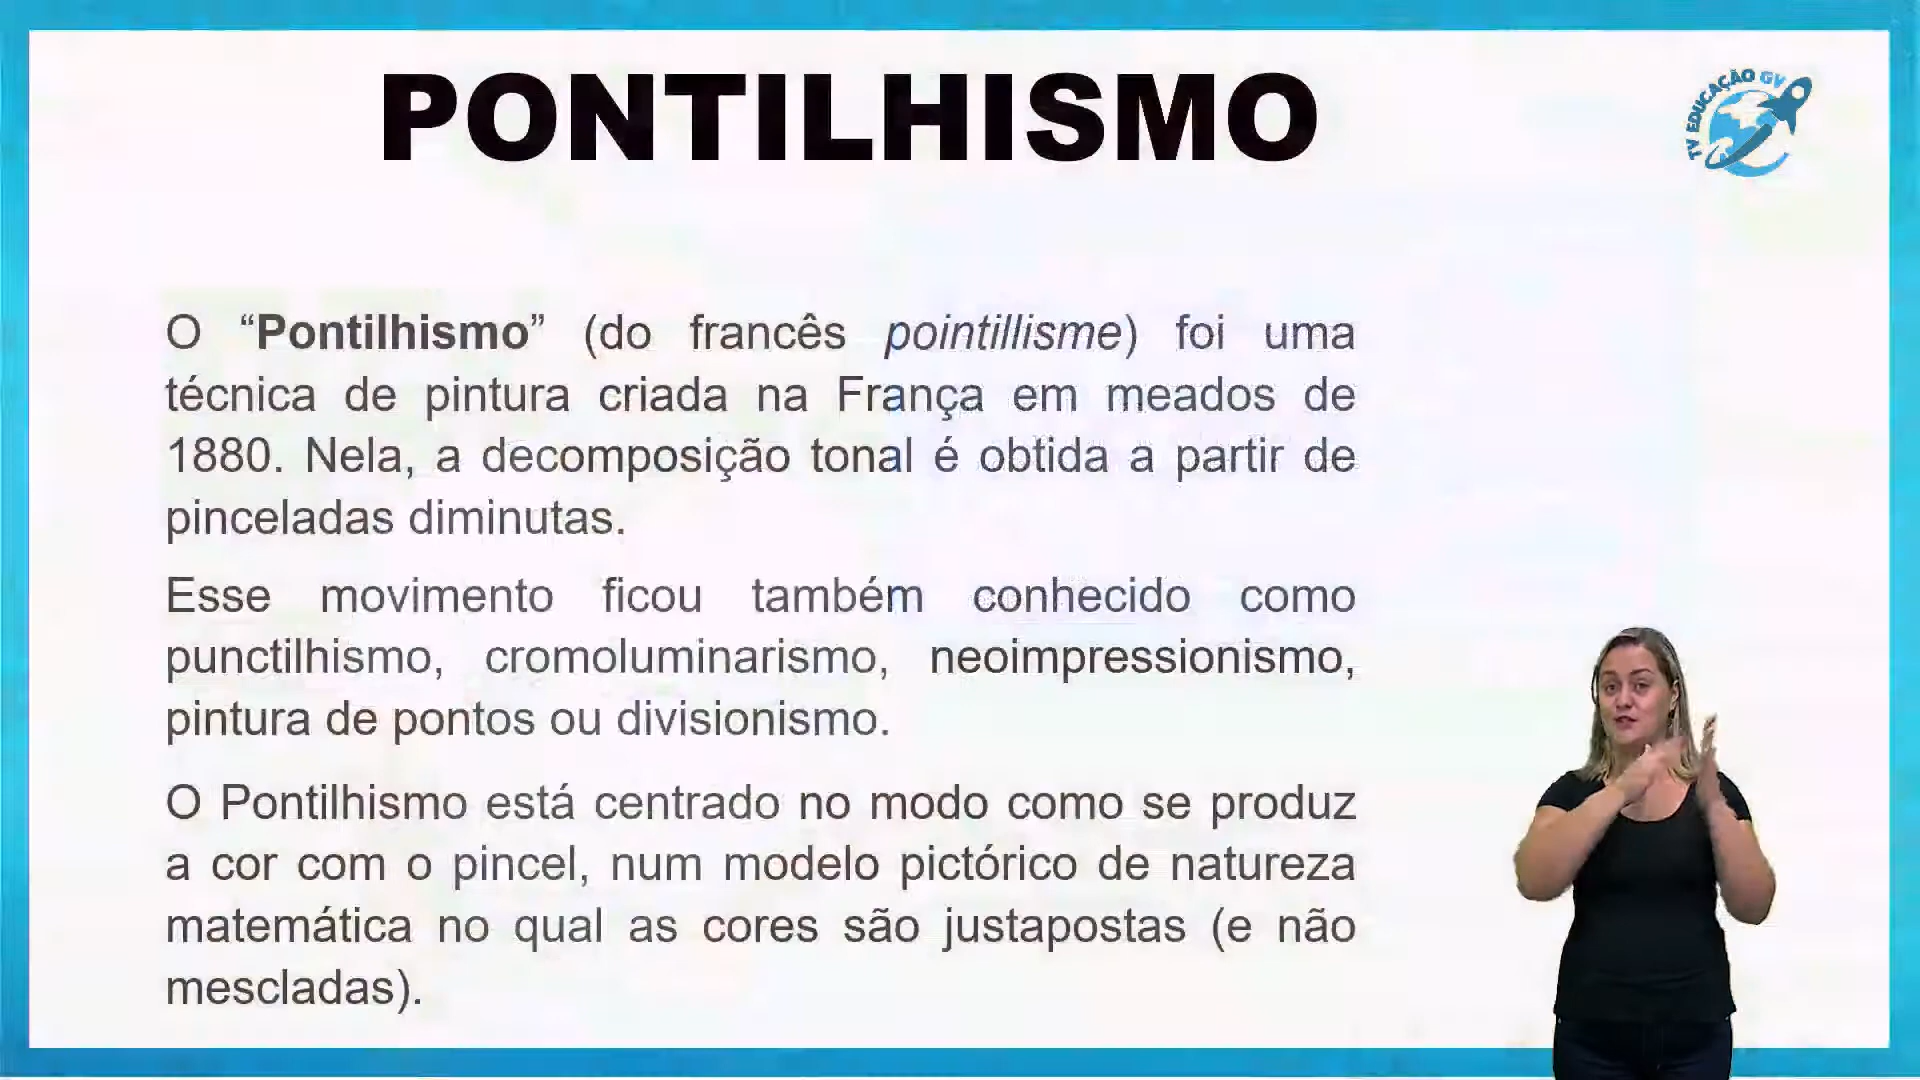 PONTILHISMO
TV EDUCAÇÃO GV
O “Pontilhismo” (do francês pointillisme) foi uma
técnica de pintura criada na França em meados de
1880. Nela, a decomposição tonal é obtida a partir de
pinceladas diminutas.
Esse movimento ficou também conhecido como
punctilhismo, cromoluminarismo, neoimpressionismo,
pintura de pontos ou divisionismo.
O Pontilhismo está centrado no modo como se produz
a cor com o pincel, num modelo pictórico de natureza
matemática no qual as cores são justapostas (e não
mescladas).